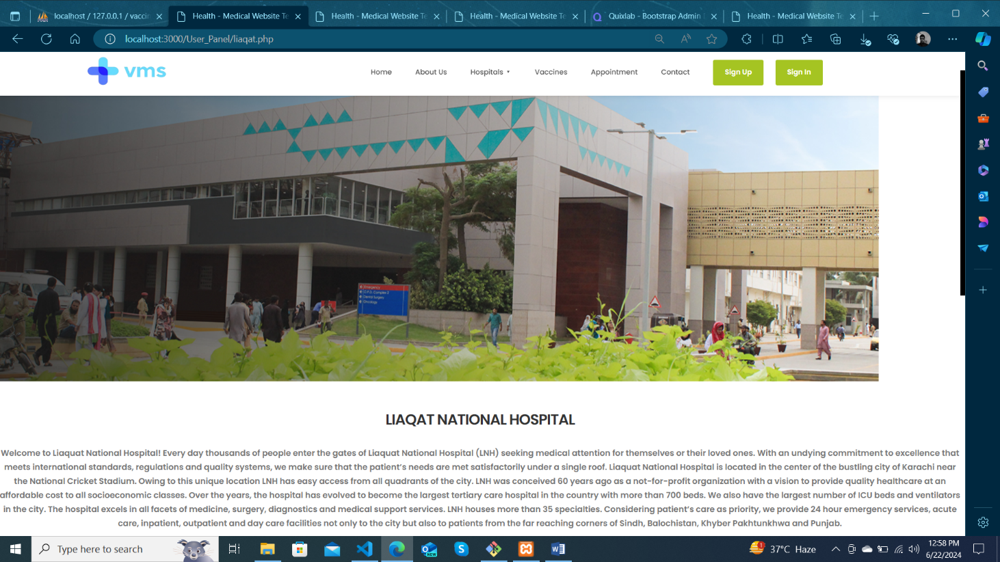 localhost / 127.0.0.1 / vaccin
Health - Medical Website Te
Health - Medical Website Te
Health - Medical Website Te
Quixlab - Bootstrap Admin
Health - Medical Website Te
localhost:3000/User_Panel/liaqat.php
vms
Home
About Us
Hospitals
Vaccines
Appointment
Contact
Sign Up
Sign In
Emergency
O.P.D. Complex 2
Dental Surgery
Oncology
LIAQAT NATIONAL HOSPITAL
Welcome to Liaquat National Hospital! Every day thousands of people enter the gates of Liaquat National Hospital (LNH) seeking medical attention for themselves or their loved ones. With an undying commitment to excellence that
meets international standards, regulations and quality systems, we make sure that the patient's needs are met satisfactorily under a single roof. Liaquat National Hospital is located in the center of the bustling city of Karachi near
the National Cricket Stadium. Owing to this unique location LNH has easy access from all quadrants of the city. LNH was conceived 60 years ago as a not-for-profit organization with a vision to provide quality healthcare at an
affordable cost to all socioeconomic classes. Over the years, the hospital has evolved to become the largest tertiary care hospital in the country with more than 700 beds. We also have the largest number of ICU beds and ventilators
in the city. The hospital excels in all facets of medicine, surgery, diagnostics and medical support services. LNH houses more than 35 specialties. Considering patient's care as priority, we provide 24 hour emergency services, acute
care, inpatient, outpatient and day care facilities not only to the city but also to patients from the far reaching corners of Sindh, Balochistan, Khyber Pakhtunkhwa and Punjab.
Type here to search
NEW
1
37°C Haze
12:58 PM
6/22/2024